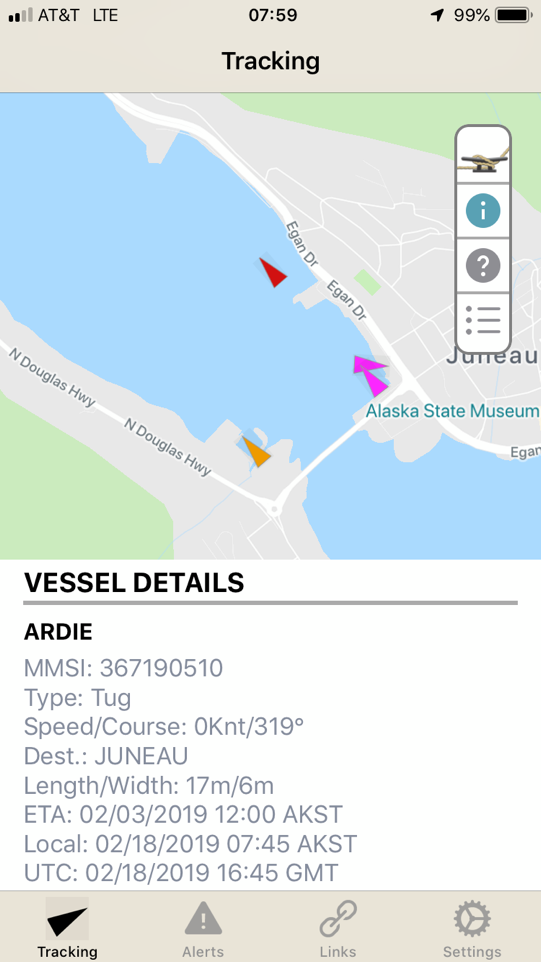 AT&T LTE 07:59 99%
Tracking
Egan Dr
Egan Dr
Juneau
N Douglas Hwy
Alaska State Museum
N Douglas Hwy
Egan
VESSEL DETAILS
ARDIE
MMSI: 367190510
Type: Tug
Speed/Course: 0Knt/319°
Dest.: JUNEAU
Length/Width: 17m/6m
ETA: 02/03/2019 12:00 AKST
Local: 02/18/2019 07:45 AKST
UTC: 02/18/2019 16:45 GMT
Tracking Alerts Links Settings